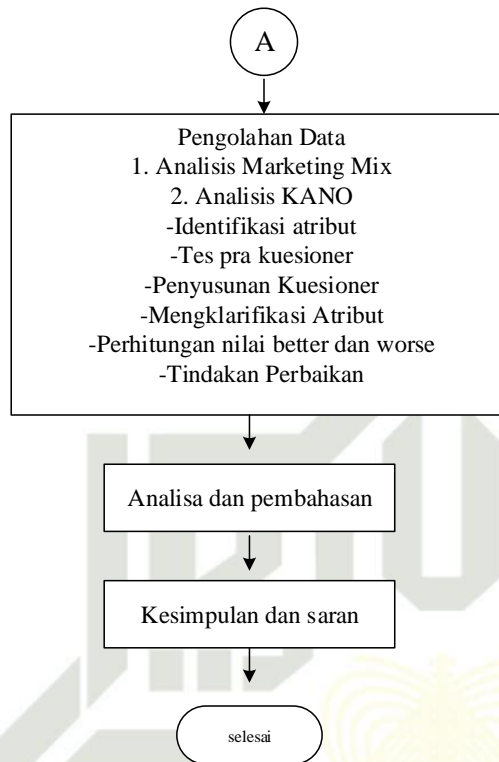 A
Pengolahan Data
1. Analisis Marketing Mix
2. Analisis KANO
-Identifikasi atribut
-Tes pra kuesioner
-Penyusunan Kuesioner
-Mengklarifikasi Atribut
-Perhitungan nilai better dan worse
-Tindakan Perbaikan
Analisa dan pembahasan
Kesimpulan dan saran
selesai